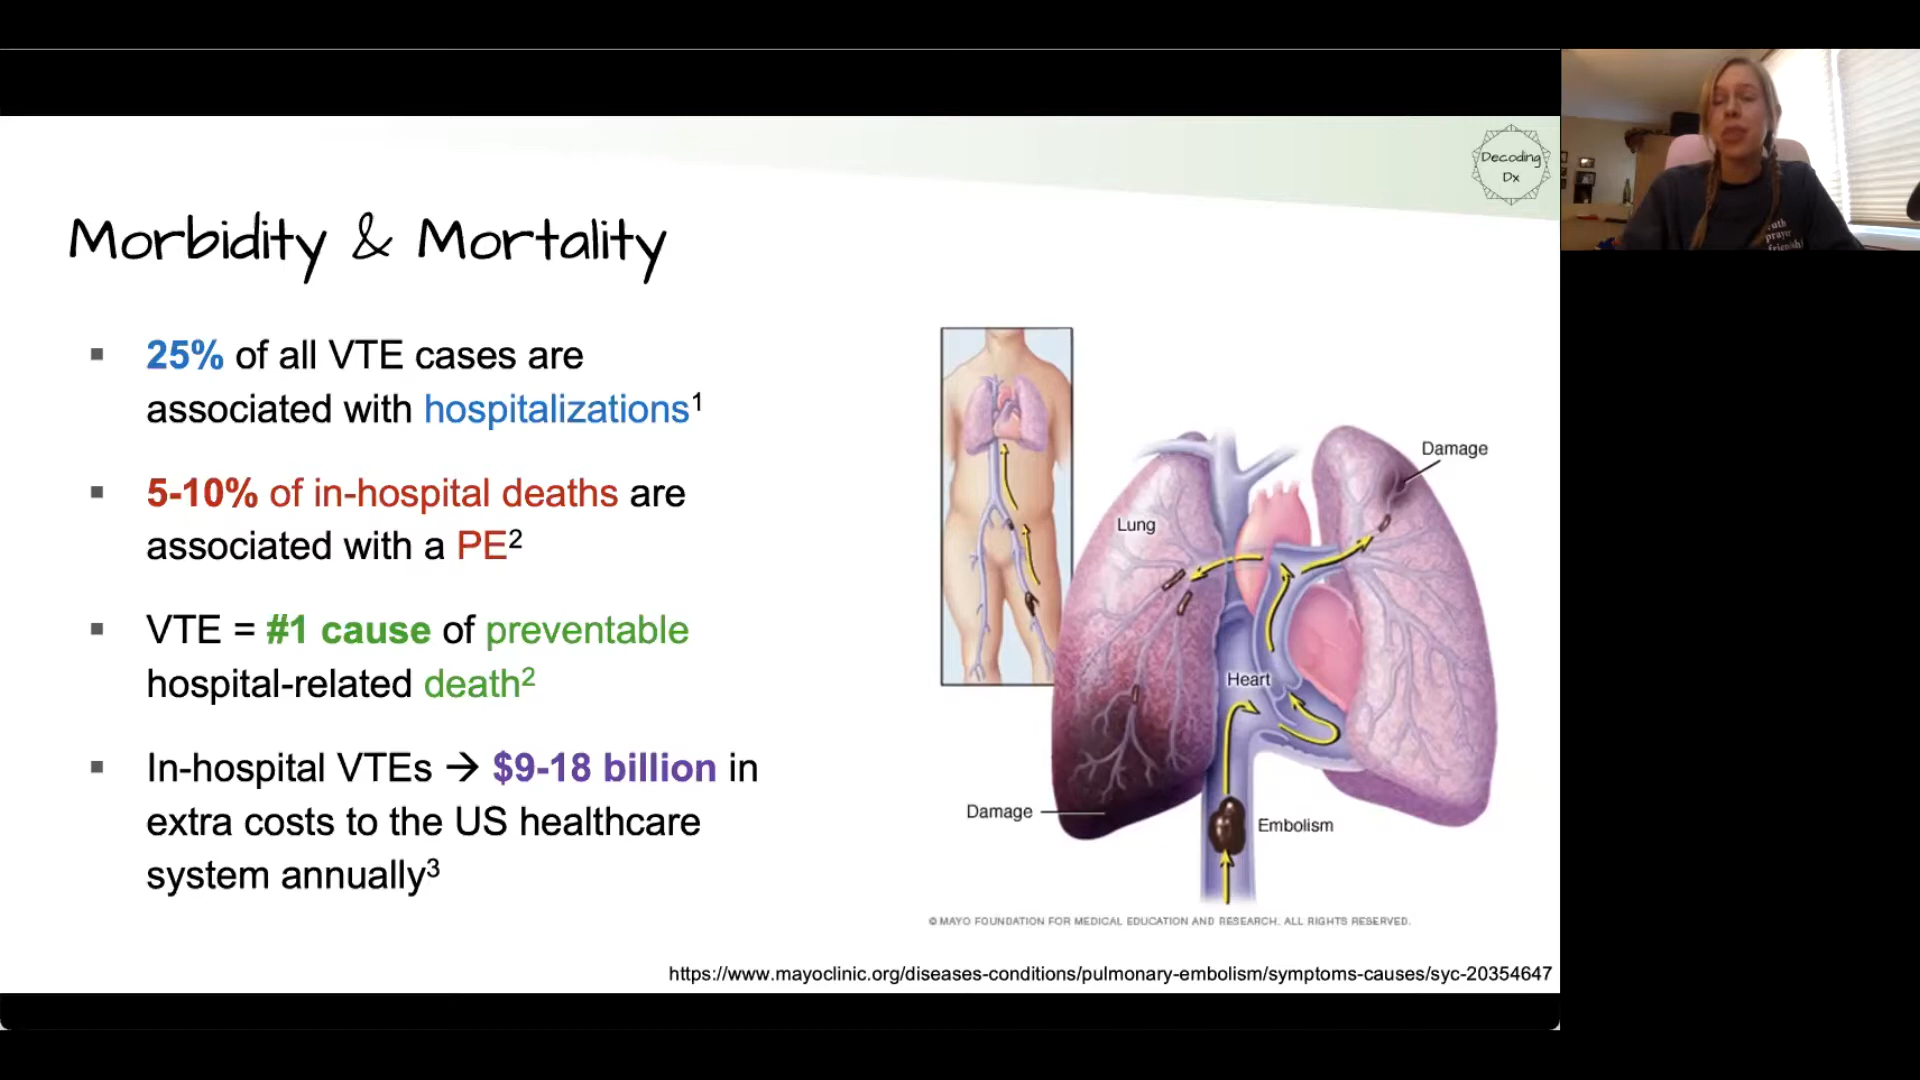 Decoding
Dx
Morbidity & Mortality
25% of all VTE cases are
associated with hospitalizations¹
5-10% of in-hospital deaths are
associated with a PE²
VTE = #1 cause of preventable
hospital-related death²
In-hospital VTEs → $9-18 billion in
extra costs to the US healthcare
system annually³
Damage
Lung
Heart
Damage
Embolism
© MAYO FOUNDATION FOR MEDICAL EDUCATION AND RESEARCH. ALL RIGHTS RESERVED.
https://www.mayoclinic.org/diseases-conditions/pulmonary-embolism/symptoms-causes/syc-20354647
prayer